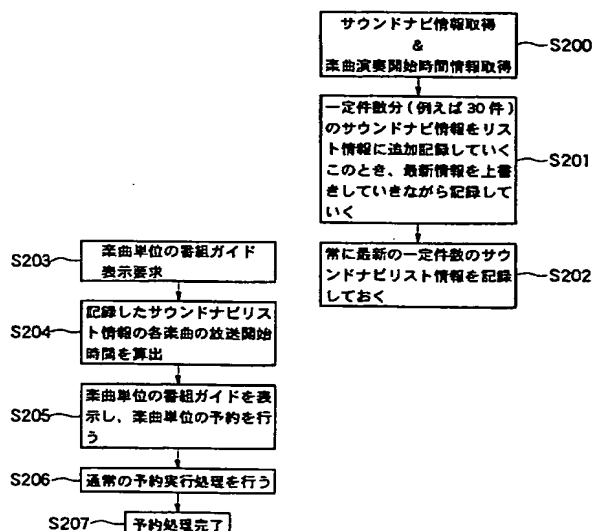 サウンドナビ情報取得
&
楽曲演奏開始時間情報取得
S200
一定件数分(例えば30件)
のサウンドナビ情報をリス
ト情報に追加記録していく
このとき、最新情報を上書
きしていきながら記録して
いく
S201
常に最新の一定件数のサウ
ンドナビリスト情報を記録
しておく
S202
S203
楽曲単位の番組ガイド
表示要求
S204
記録したサウンドナビリス
ト情報の各楽曲の放送開始
時間を算出
S205
楽曲単位の番組ガイドを表
示し、楽曲単位の予約を行
う
S206
通常の予約実行処理を行う
S207
予約処理完了